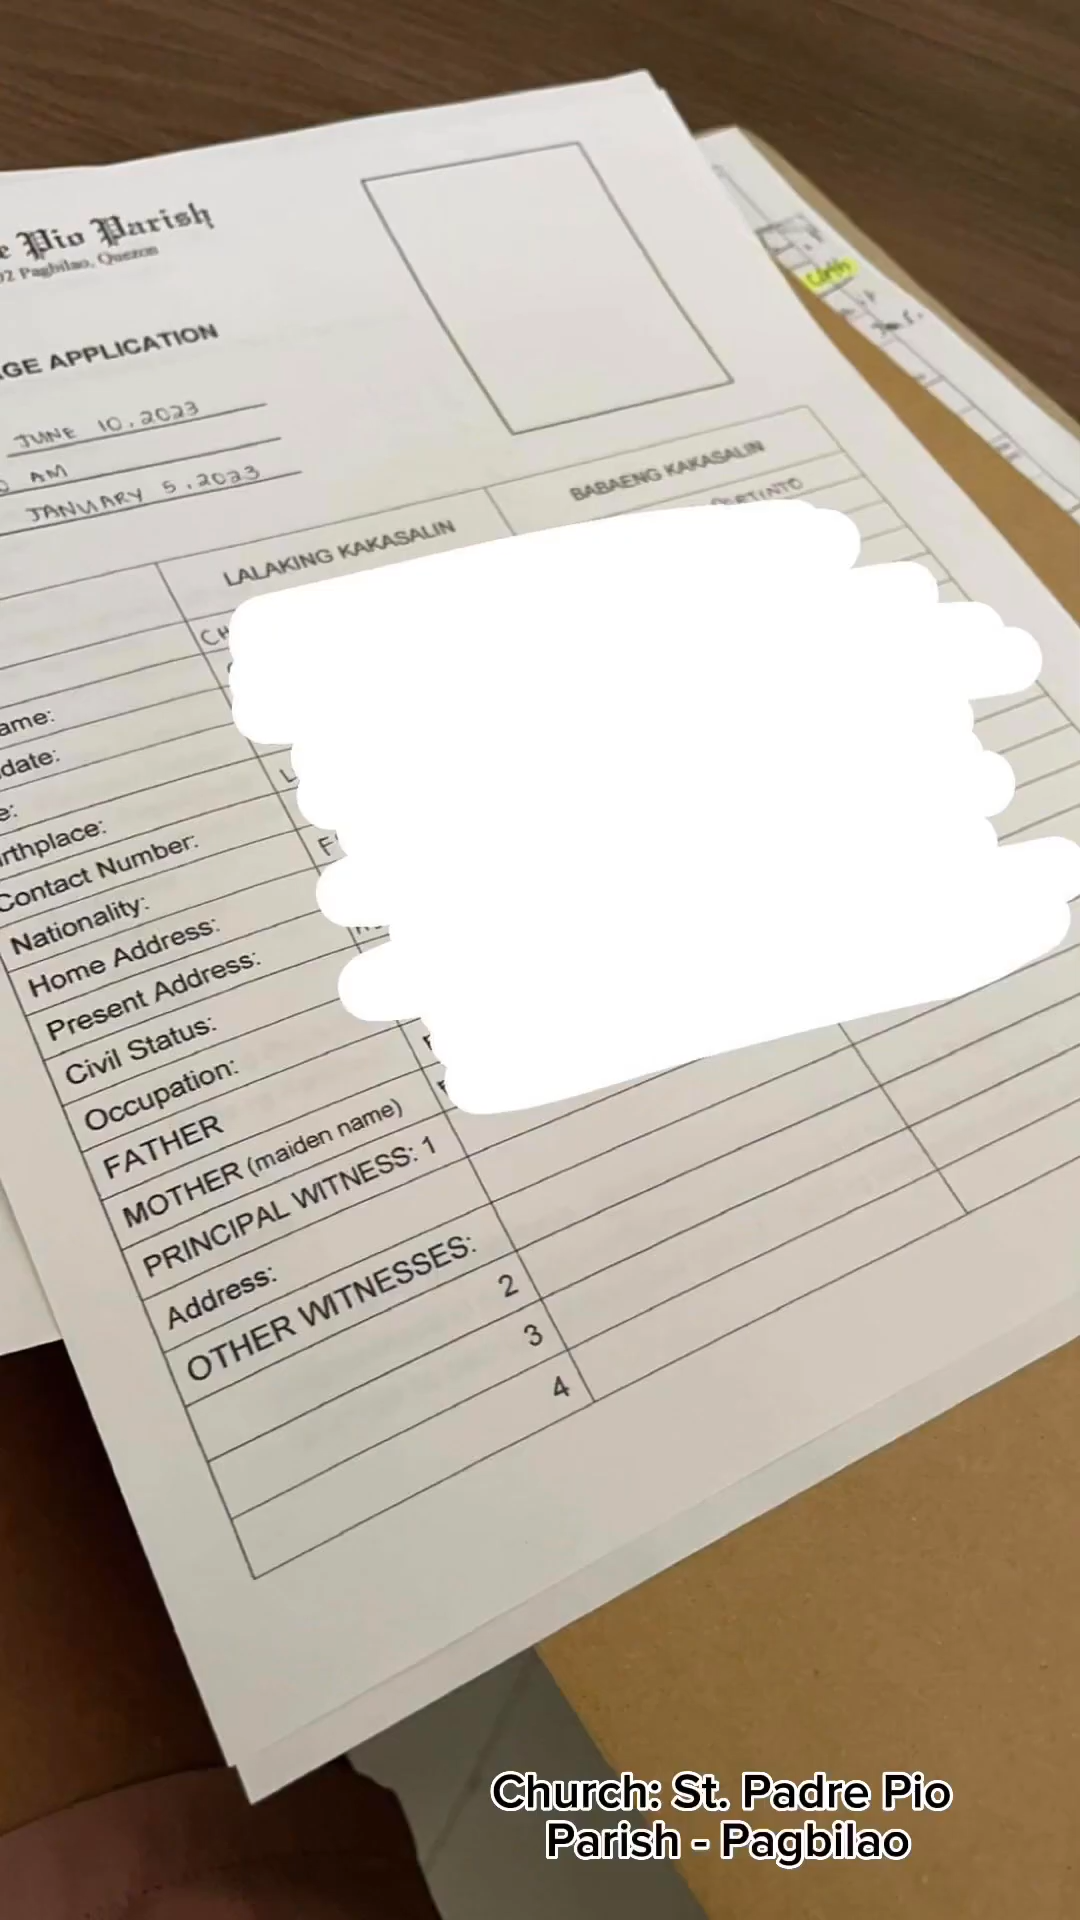 e Pio Parish
02 Pagbilao, Quezon
GE APPLICATION
JUNE 10, 2023
AM
JANUARY 5, 2023
LALAKING KAKASALIN
BABAENG KAKASALIN
CH
ame:
date:
e:
irthplace:
L
Contact Number:
F
Nationality:
Home Address:
Present Address:
Civil Status:
Occupation:
FATHER
MOTHER (maiden name)
PRINCIPAL WITNESS: 1
Address:
OTHER WITNESSES:
2
3
4
Church: St. Padre Pio
Parish - Pagbilao